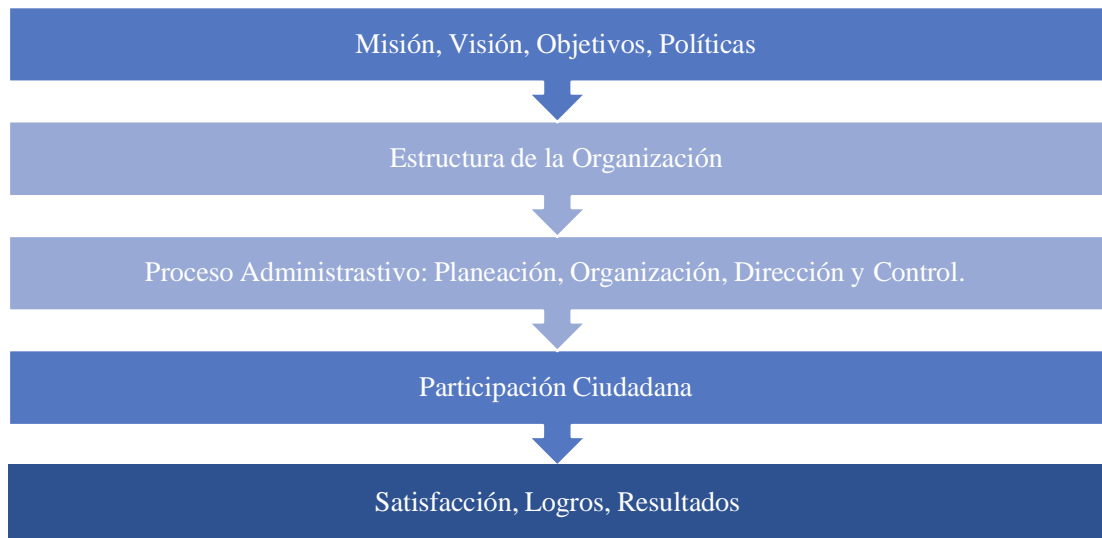 Misión, Visión, Objetivos, Políticas
Estructura de la Organización
Proceso Administrastivo: Planeación, Organización, Dirección y Control.
Participación Ciudadana
Satisfacción, Logros, Resultados